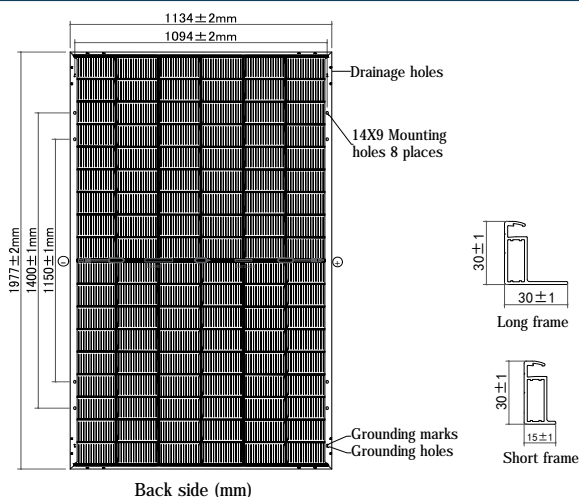 1134±2mm
1094±2mm
Drainage holes
14X9 Mounting
holes 8 places
1977±2mm
1400±1mm
1150±1mm
−
+
30±1
30±1
Long frame
30±1
15±1
Short frame
Grounding marks
Grounding holes
Back side (mm)